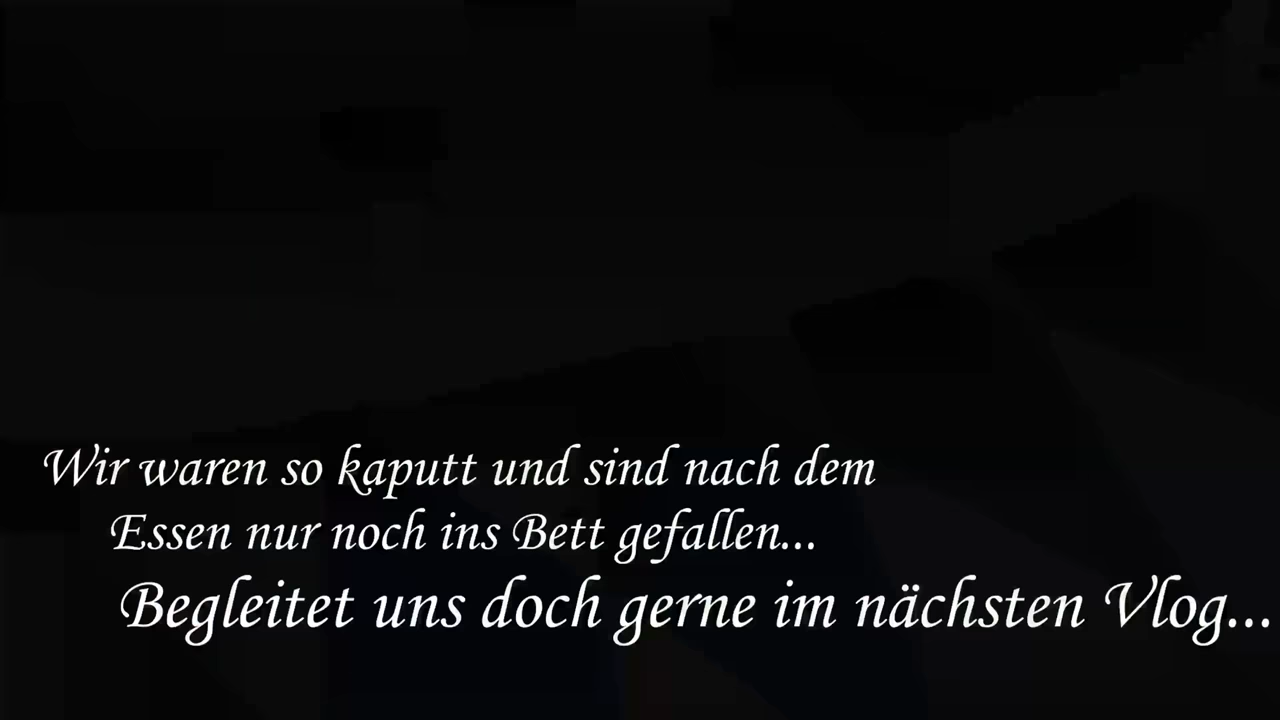 Wir waren so kaputt und sind nach dem
Essen nur noch ins Bett gefallen...
Begleitet uns doch gerne im nächsten Vlog...